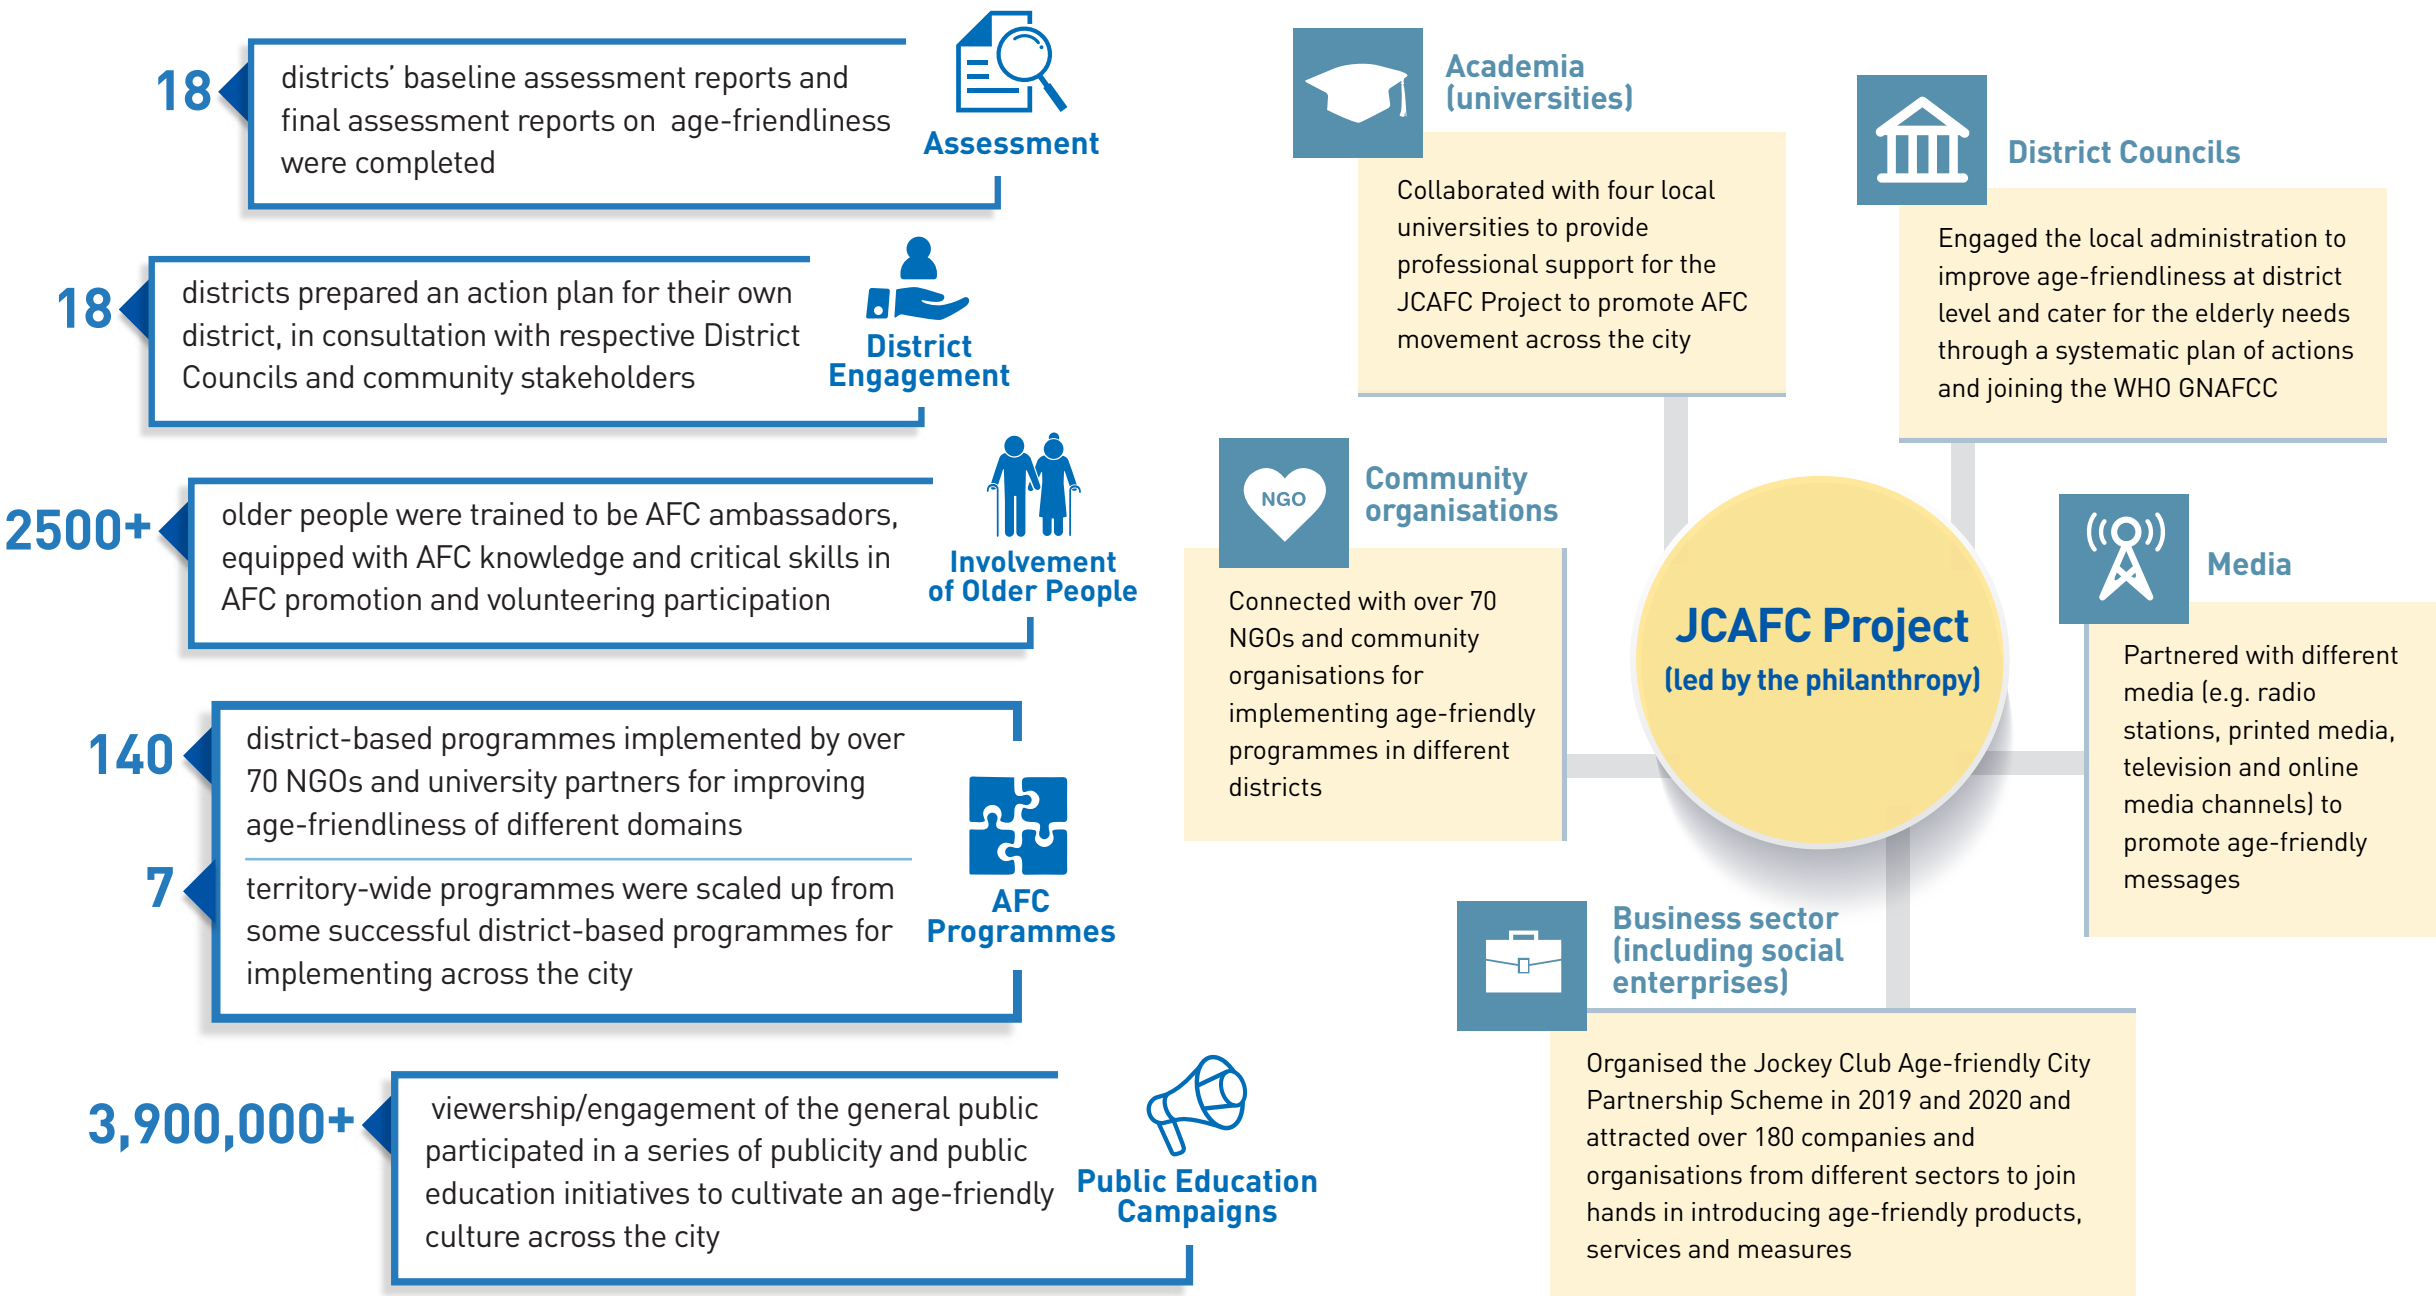 18
districts’ baseline assessment reports and
final assessment reports on age-friendliness
were completed
Assessment
18
districts prepared an action plan for their own
district, in consultation with respective District
Councils and community stakeholders
District
Engagement
2500+
older people were trained to be AFC ambassadors,
equipped with AFC knowledge and critical skills in
AFC promotion and volunteering participation
Involvement
of Older People
140
district-based programmes implemented by over
70 NGOs and university partners for improving
age-friendliness of different domains
7
territory-wide programmes were scaled up from
some successful district-based programmes for
implementing across the city
AFC
Programmes
3,900,000+
viewership/engagement of the general public
participated in a series of publicity and public
education initiatives to cultivate an age-friendly
culture across the city
Public Education
Campaigns
Academia
(universities)
Collaborated with four local
universities to provide
professional support for the
JCAFC Project to promote AFC
movement across the city
District Councils
Engaged the local administration to
improve age-friendliness at district
level and cater for the elderly needs
through a systematic plan of actions
and joining the WHO GNAFCC
NGO
Community
organisations
Connected with over 70
NGOs and community
organisations for
implementing age-friendly
programmes in different
districts
JCAFC Project
(led by the philanthropy)
Media
Partnered with different
media (e.g. radio
stations, printed media,
television and online
media channels) to
promote age-friendly
messages
Business sector
(including social
enterprises)
Organised the Jockey Club Age-friendly City
Partnership Scheme in 2019 and 2020 and
attracted over 180 companies and
organisations from different sectors to join
hands in introducing age-friendly products,
services and measures